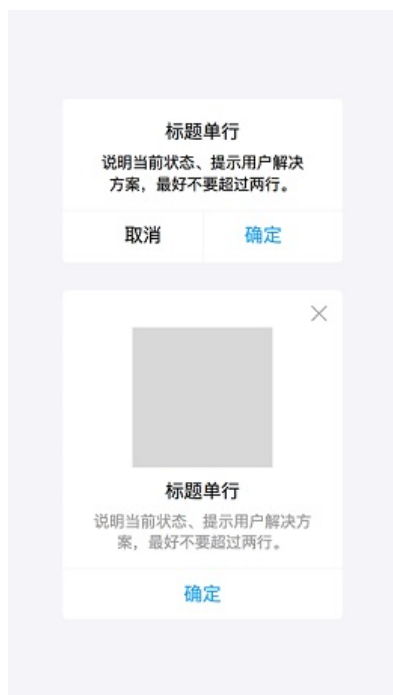 标题单行
说明当前状态、提示用户解决
方案，最好不要超过两行。
取消
确定
标题单行
说明当前状态、提示用户解决方
案，最好不要超过两行。
确定